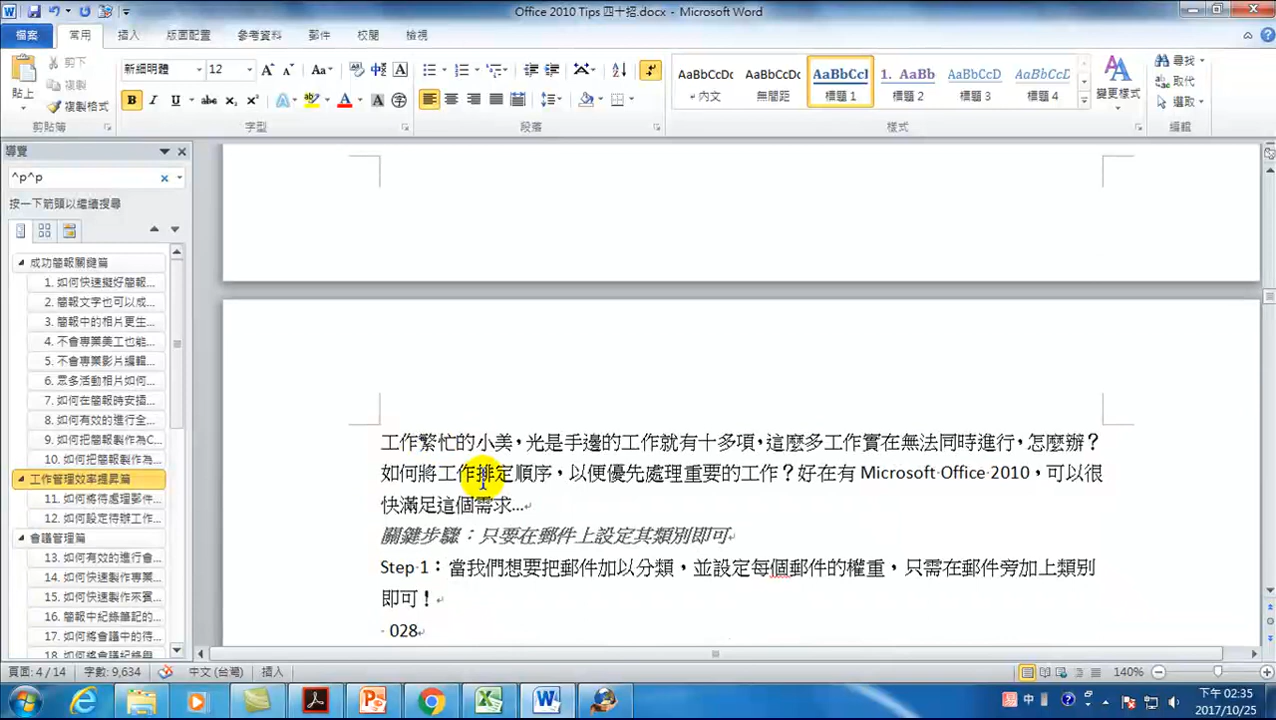 Office 2010 Tips 四十招.docx - Microsoft Word
檔案 常用 插入 版面配置 參考資料 郵件 校閱 檢視
貼上 剪下 複製 複製格式
新細明體 12
AaBbCcDc AaBbCcDc AaBbCcI 1. AaBb AaBbCcD AaBbCcD
內文 無間距 標題 1 標題 2 標題 3 標題 4
變更樣式 尋找 取代 選取
剪貼簿 字型 段落 樣式 編輯
導覽
^p^p
按一下箭頭以繼續搜尋
成功簡報關鍵篇
1. 如何快速擬好簡報...
2. 簡報文字也可以成...
3. 簡報中的相片更生...
4. 不會專業美工也能...
5. 不會專業影片編輯...
6. 眾多活動相片如何...
7. 如何在簡報時安插...
8. 如何有效的進行全...
9. 如何把簡報製作為C...
10. 如何把簡報製作為...
工作管理效率提昇篇
11. 如何將待處理郵件...
12. 如何設定待辦工作...
會議管理篇
13. 如何有效的進行會...
14. 如何快速製作專業...
15. 如何快速製作來賓...
16. 簡報中紀錄筆記的...
17. 如何將會議中的待...
18. 如何將會議紀錄與...
工作繁忙的小美，光是手邊的工作就有十多項，這麼多工作實在無法同時進行，怎麼辦？
如何將工作排定順序，以便優先處理重要的工作？好在有 Microsoft Office 2010，可以很
快滿足這個需求...
關鍵步驟：只要在郵件上設定其類別即可
Step 1：當我們想要把郵件加以分類，並設定每個郵件的權重，只需在郵件旁加上類別
即可！
028
頁面: 4 / 14 字數: 9,634 中文 (台灣) 插入 140%
中 下午 02:35
2017/10/25